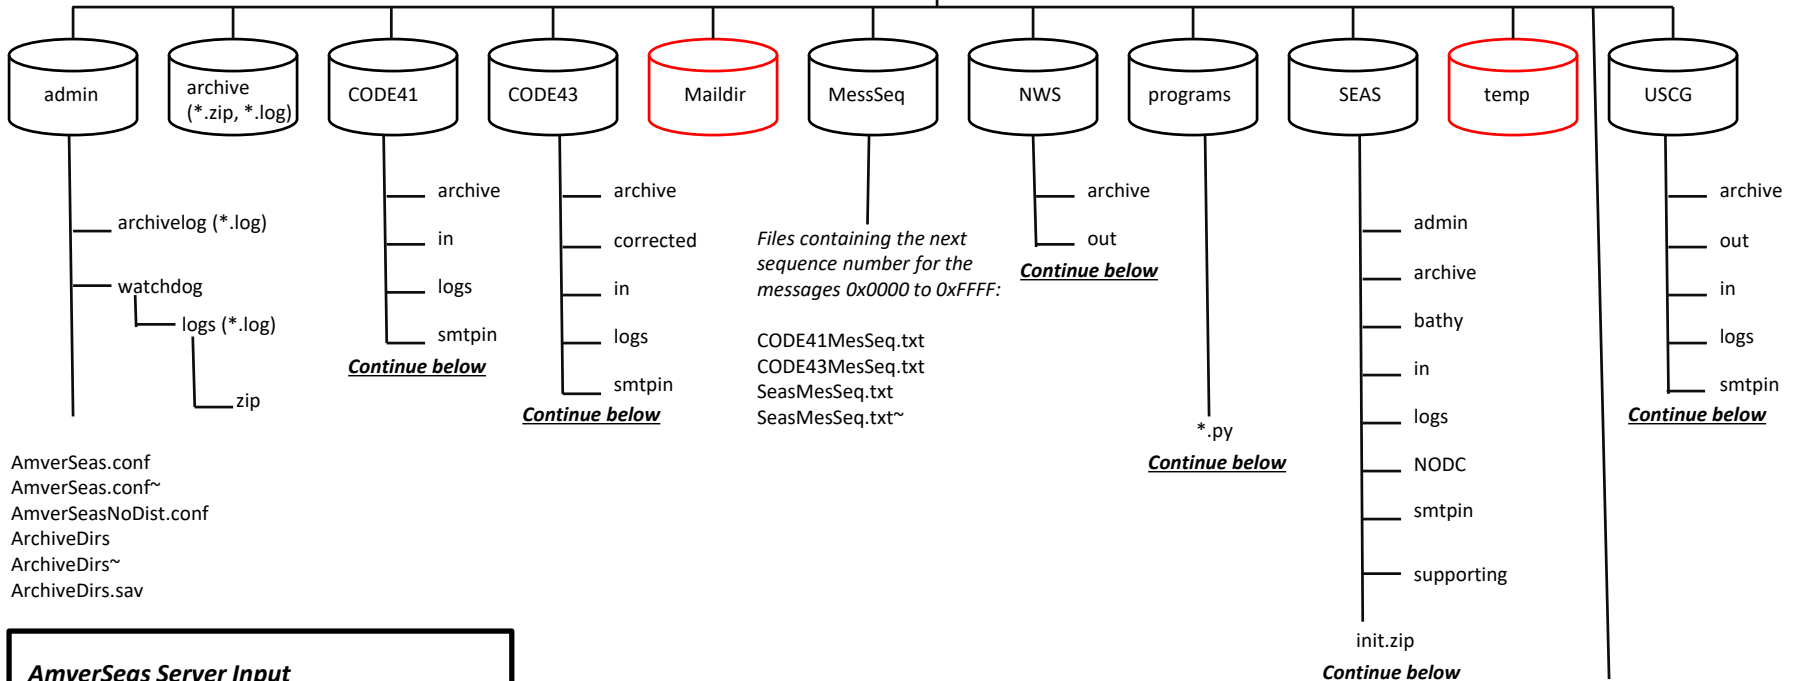 admin
archive
(*.zip, *.log)
CODE41
CODE43
Maildir
MessSeq
NWS
programs
SEAS
temp
USCG
archivelog (*.log)
watchdog
logs (*.log)
zip
AmverSeas.conf
AmverSeas.conf~
AmverSeasNoDist.conf
ArchiveDirs
ArchiveDirs~
ArchiveDirs.sav
archive
in
logs
smtpin
Continue below
archive
corrected
in
logs
smtpin
Continue below
Files containing the next
sequence number for the
messages 0x0000 to 0xFFFF:
CODE41MesSeq.txt
CODE43MesSeq.txt
SeasMesSeq.txt
SeasMesSeq.txt~
archive
out
Continue below
*.py
Continue below
admin
archive
bathy
in
logs
NODC
smtpin
supporting
init.zip
Continue below
archive
out
in
logs
smtpin
Continue below
AmverSeas Server Input